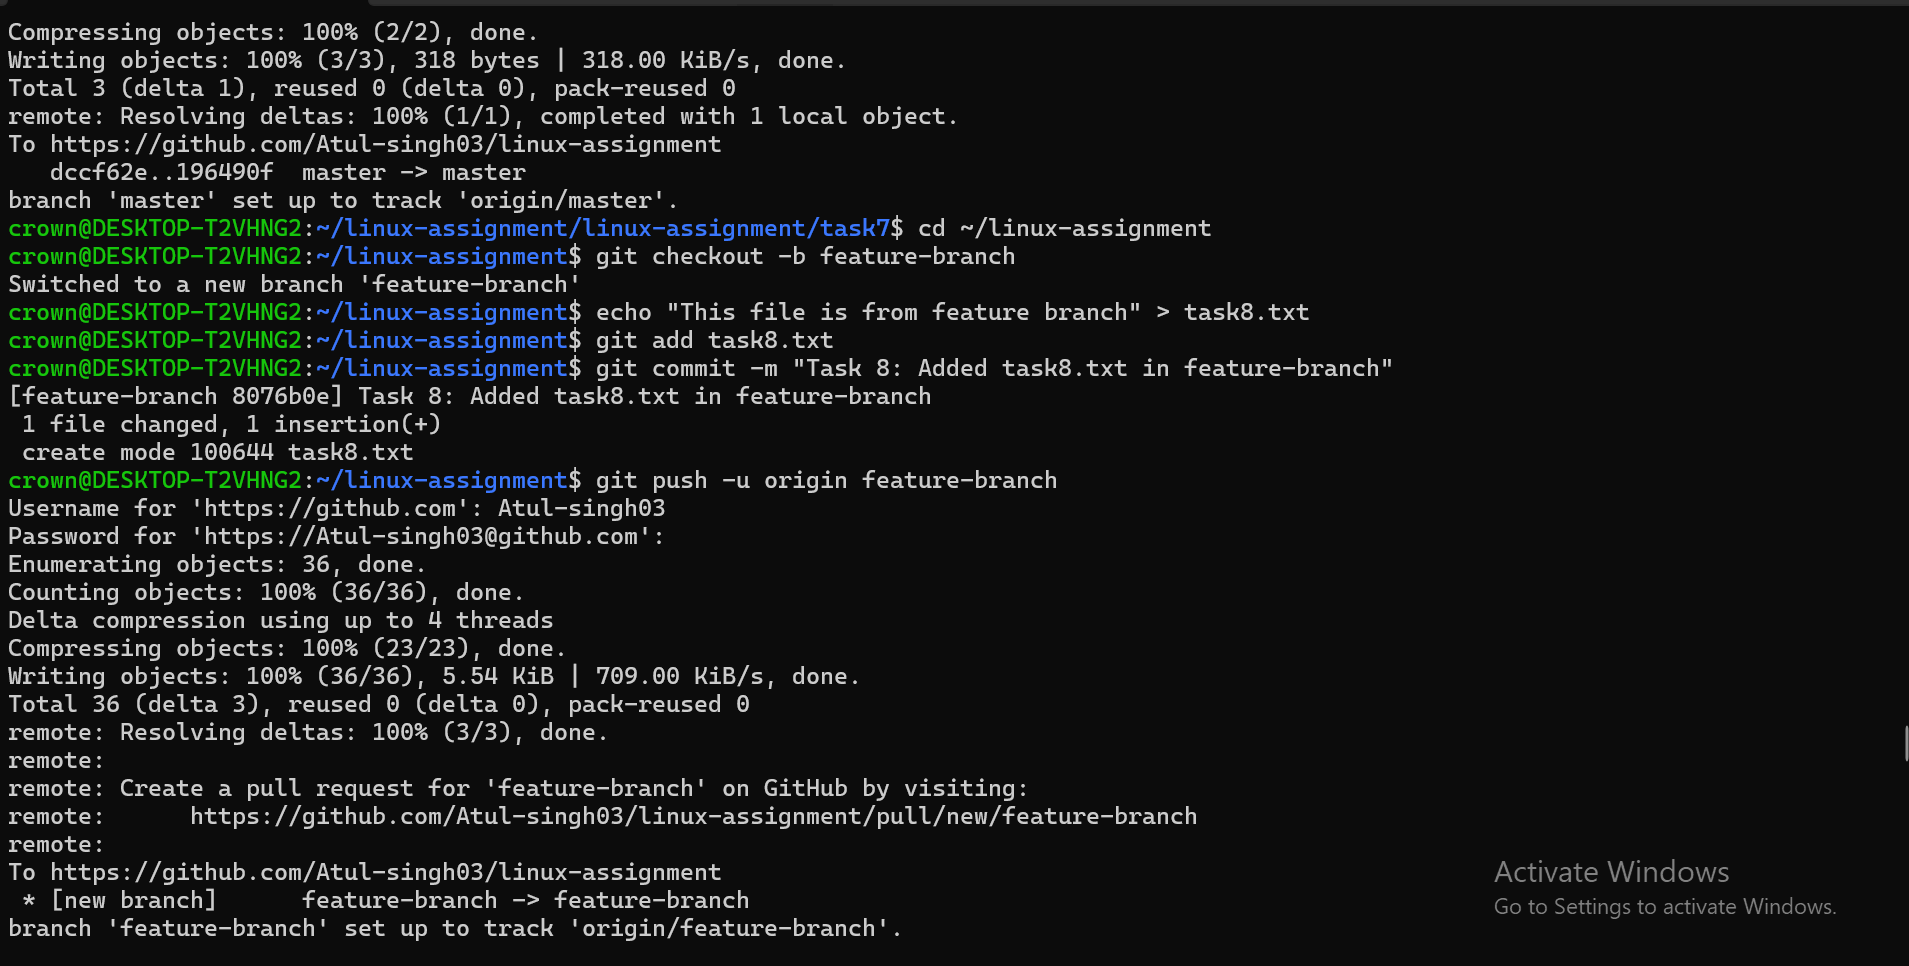 Compressing objects: 100% (2/2), done.
Writing objects: 100% (3/3), 318 bytes | 318.00 KiB/s, done.
Total 3 (delta 1), reused 0 (delta 0), pack-reused 0
remote: Resolving deltas: 100% (1/1), completed with 1 local object.
To https://github.com/Atul-singh03/linux-assignment
   dccf62e..196490f  master -> master
branch 'master' set up to track 'origin/master'.
crown@DESKTOP-T2VHNG2:~/linux-assignment/linux-assignment/task7$ cd ~/linux-assignment
crown@DESKTOP-T2VHNG2:~/linux-assignment$ git checkout -b feature-branch
Switched to a new branch 'feature-branch'
crown@DESKTOP-T2VHNG2:~/linux-assignment$ echo "This file is from feature branch" > task8.txt
crown@DESKTOP-T2VHNG2:~/linux-assignment$ git add task8.txt
crown@DESKTOP-T2VHNG2:~/linux-assignment$ git commit -m "Task 8: Added task8.txt in feature-branch"
[feature-branch 8076b0e] Task 8: Added task8.txt in feature-branch
 1 file changed, 1 insertion(+)
 create mode 100644 task8.txt
crown@DESKTOP-T2VHNG2:~/linux-assignment$ git push -u origin feature-branch
Username for 'https://github.com': Atul-singh03
Password for 'https://Atul-singh03@github.com':
Enumerating objects: 36, done.
Counting objects: 100% (36/36), done.
Delta compression using up to 4 threads
Compressing objects: 100% (23/23), done.
Writing objects: 100% (36/36), 5.54 KiB | 709.00 KiB/s, done.
Total 36 (delta 3), reused 0 (delta 0), pack-reused 0
remote: Resolving deltas: 100% (3/3), done.
remote:
remote: Create a pull request for 'feature-branch' on GitHub by visiting:
remote:      https://github.com/Atul-singh03/linux-assignment/pull/new/feature-branch
remote:
To https://github.com/Atul-singh03/linux-assignment
 * [new branch]      feature-branch -> feature-branch
branch 'feature-branch' set up to track 'origin/feature-branch'.
Activate Windows
Go to Settings to activate Windows.